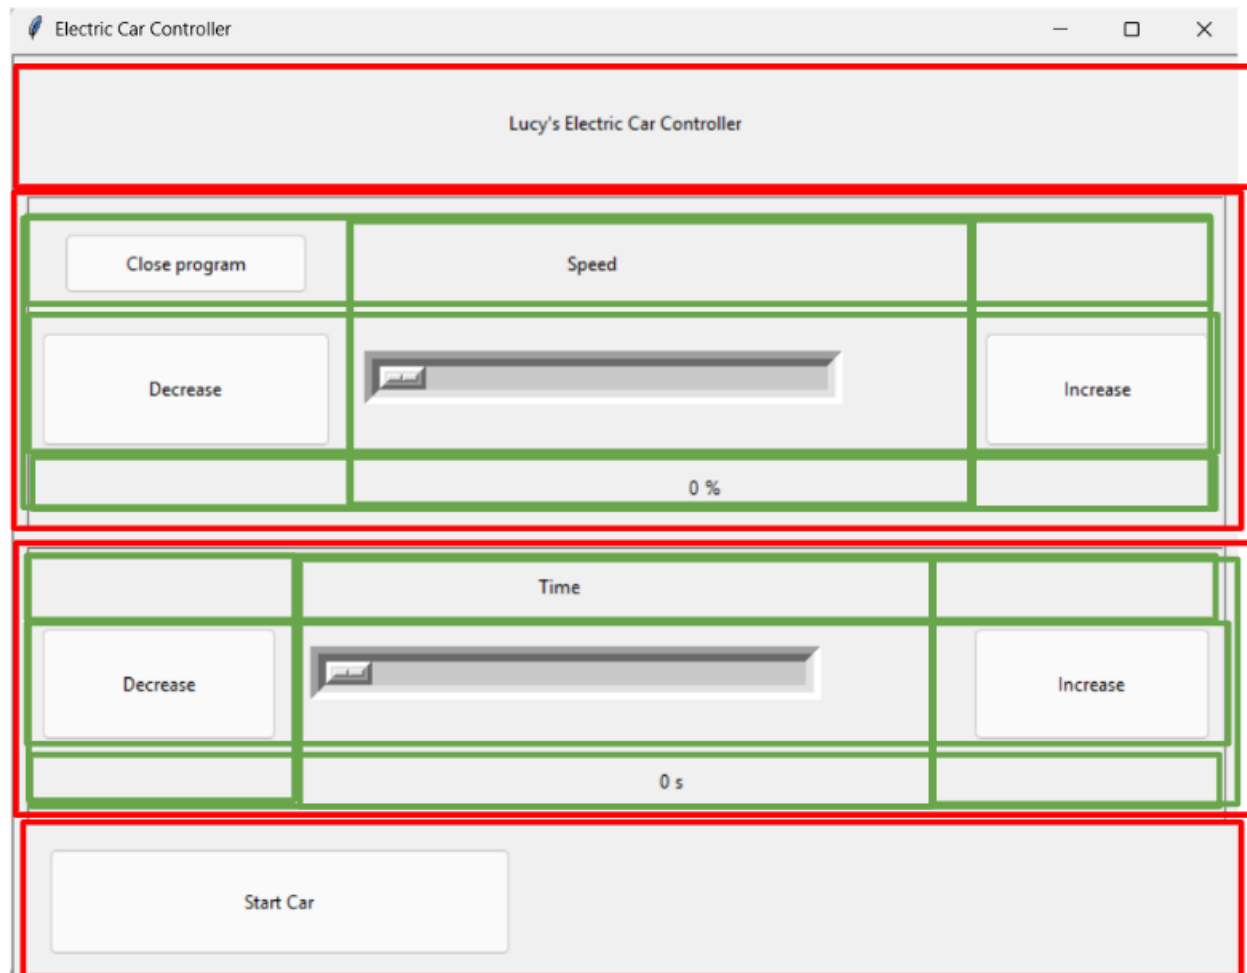 Electric Car Controller
Lucy's Electric Car Controller
Close program Speed
Decrease Increase
0 %
Time
Decrease Increase
0 s
Start Car